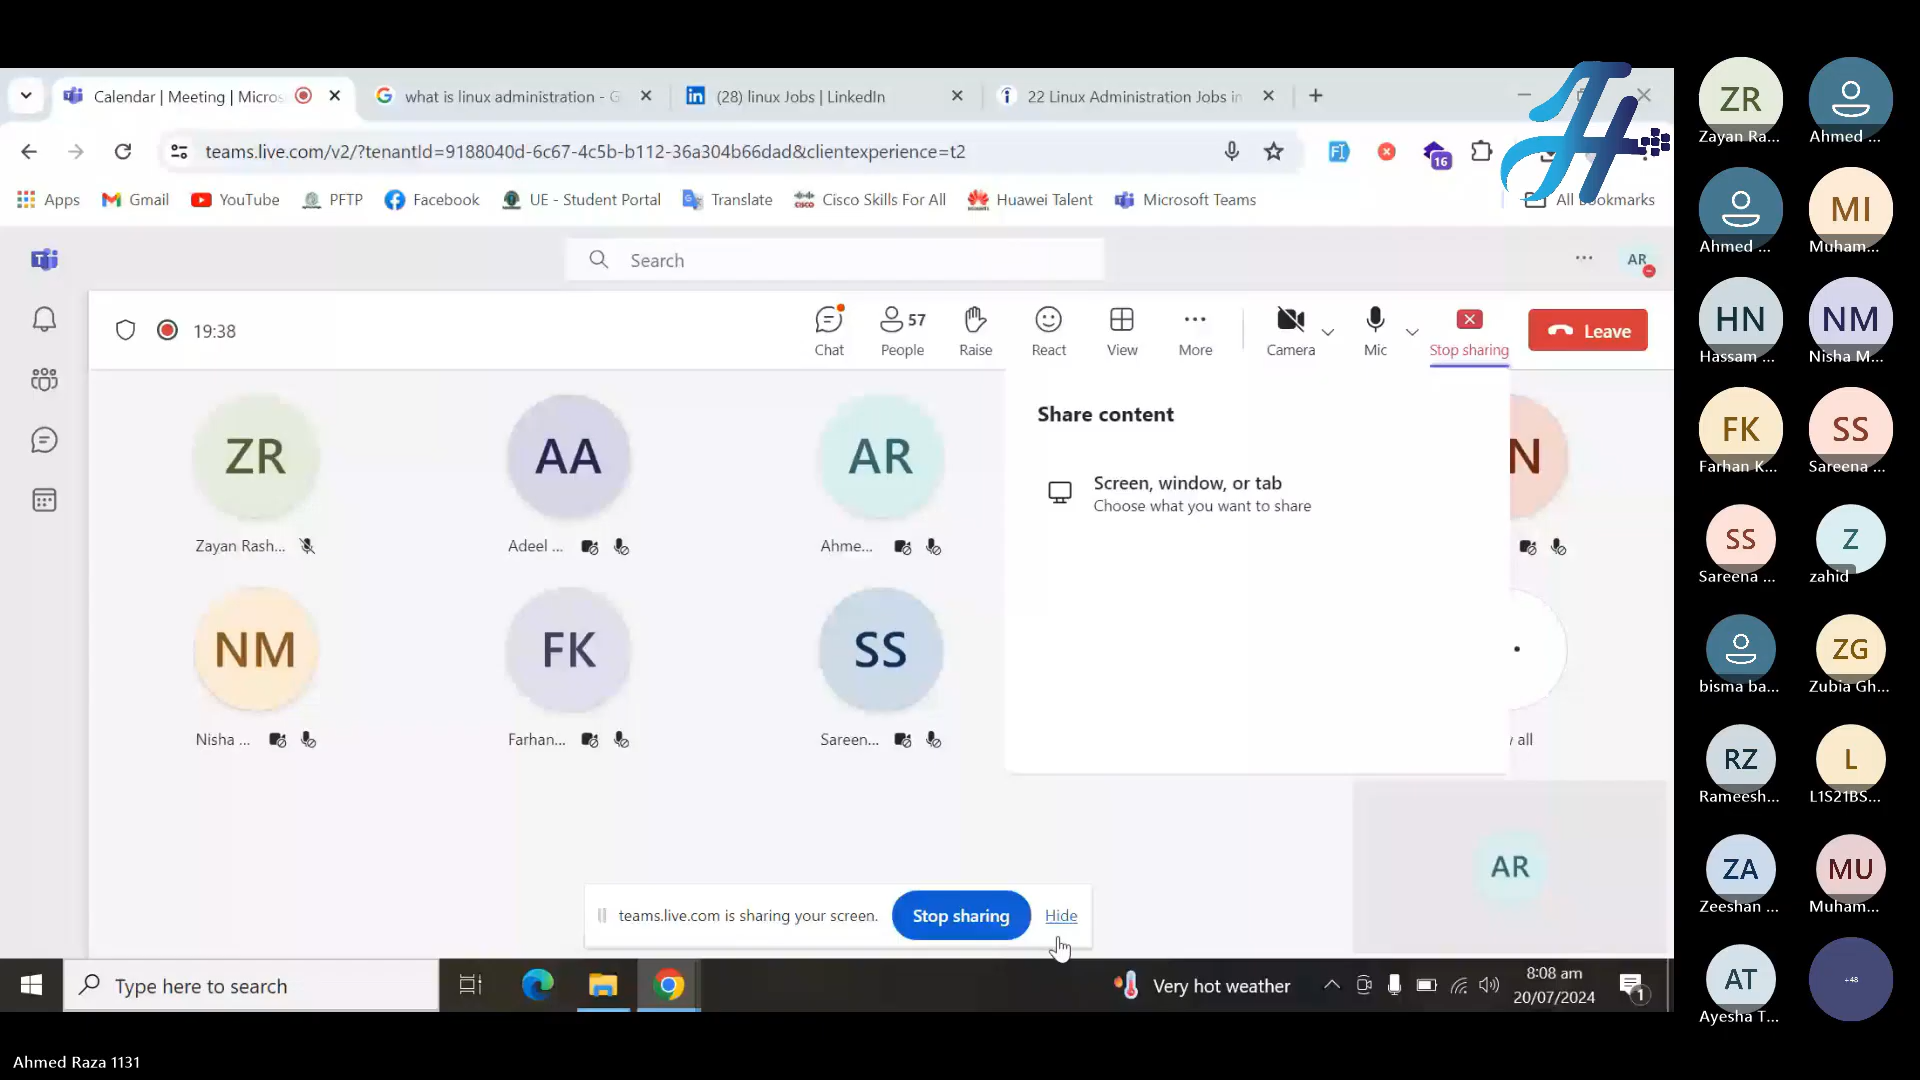 Calendar | Meeting | Micros
what is linux administration - G
(28) linux Jobs | LinkedIn
22 Linux Administration Jobs in
teams.live.com/v2/?tenantId=9188040d-6c67-4c5b-b112-36a304b66dad&clientexperience=t2
16
Apps
Gmail
YouTube
PFTP
Facebook
UE - Student Portal
Translate
Cisco Skills For All
Huawei Talent
Microsoft Teams
All Bookmarks
Search
AR
19:38
Chat
57
People
Raise
React
View
More
Camera
Mic
Stop sharing
Leave
Share content
Screen, window, or tab
Choose what you want to share
ZR
AA
AR
N
Zayan Rash...
Adeel ...
Ahme...
NM
FK
SS
Nisha ...
Farhan...
Sareen...
all
AR
teams.live.com is sharing your screen.
Stop sharing
Hide
Type here to search
Very hot weather
8:08 am
20/07/2024
1
Ahmed Raza 1131
ZR
Zayan Ra...
Ahmed ...
Ahmed ...
MI
Muham...
HN
Hassam ...
NM
Nisha M...
FK
Farhan K...
SS
Sareena ...
SS
Sareena ...
Z
zahid
bisma ba...
ZG
Zubia Gh...
RZ
Rameesh...
L
L1S21BS...
ZA
Zeeshan ...
MU
Muham...
AT
Ayesha T...
+48